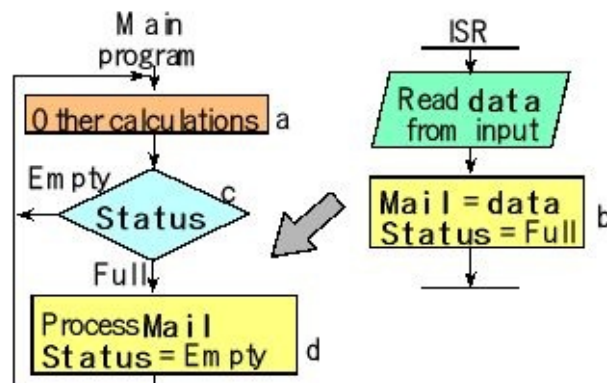 Main
program
Other calculations
a
Empty
c
Status
Full
Process Mail
Status = Empty
d
ISR
Read data
from input
Mail = data
Status = Full
b